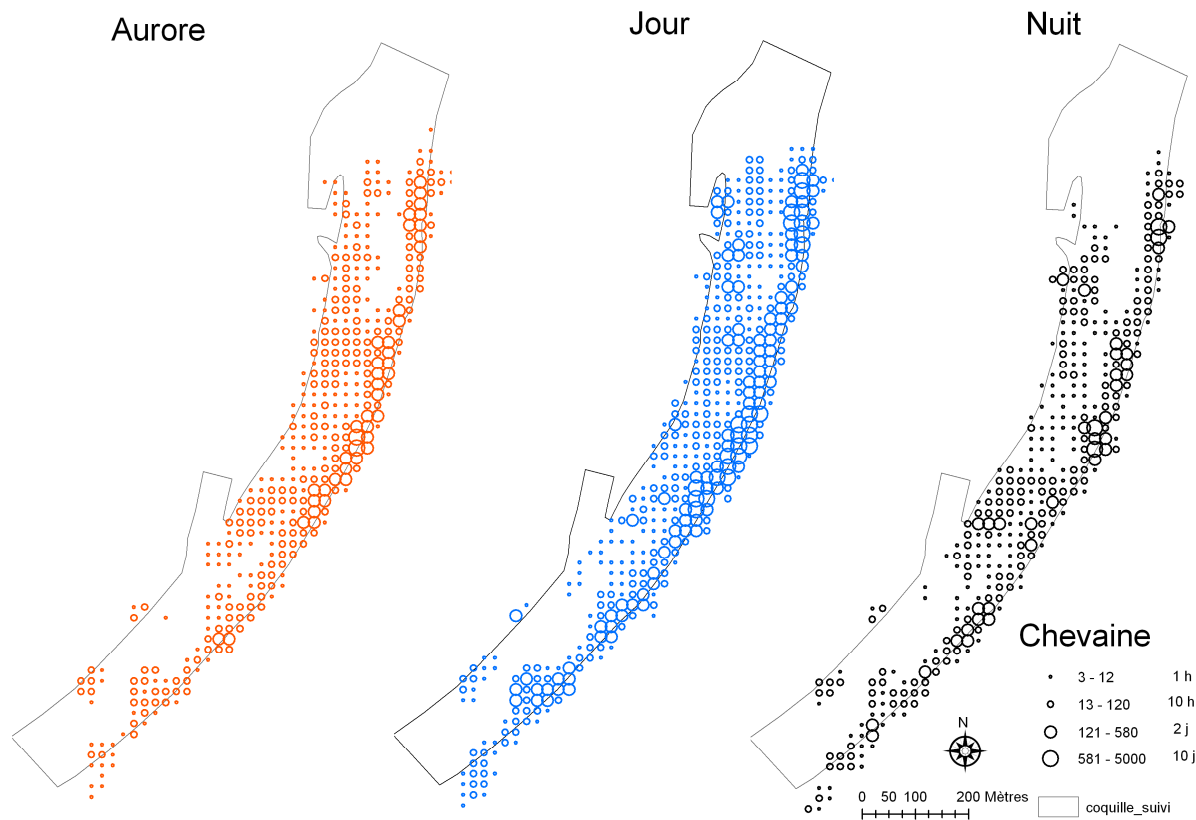 Aurore
Jour
Nuit
Chevaine
3 - 12 1 h
13 - 120 10 h
121 - 580 2 j
581 - 5000 10 j
N
0 50 100 200 Mètres
coquille_suivi